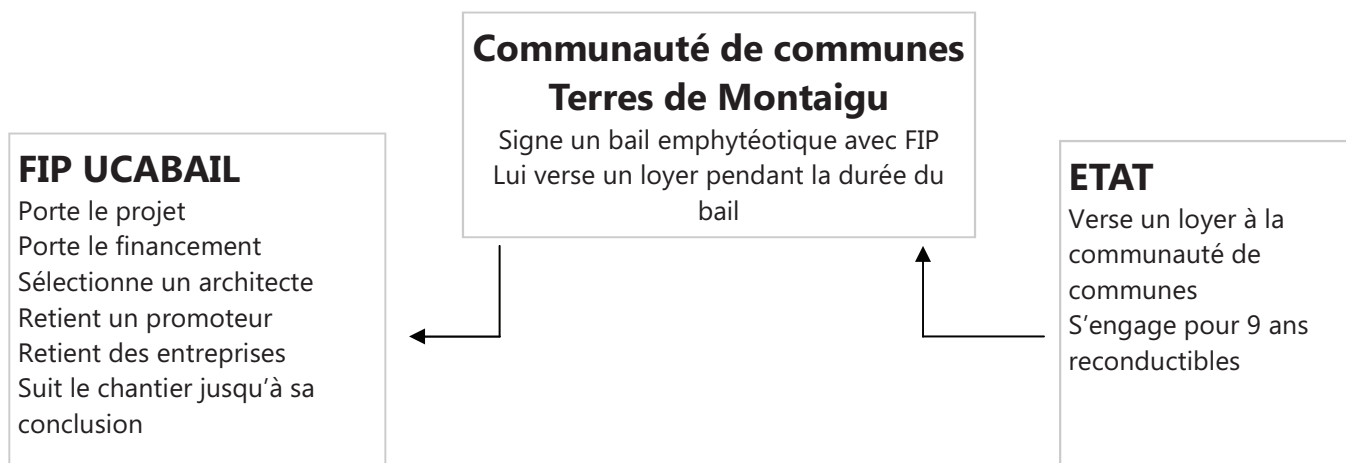 Communauté de communes
Terres de Montaigu
Signe un bail emphytéotique avec FIP
Lui verse un loyer pendant la durée du
bail
FIP UCABAIL
Porte le projet
Porte le financement
Sélectionne un architecte
Retient un promoteur
Retient des entreprises
Suit le chantier jusqu’à sa
conclusion
ETAT
Verse un loyer à la
communauté de
communes
S’engage pour 9 ans
reconductibles